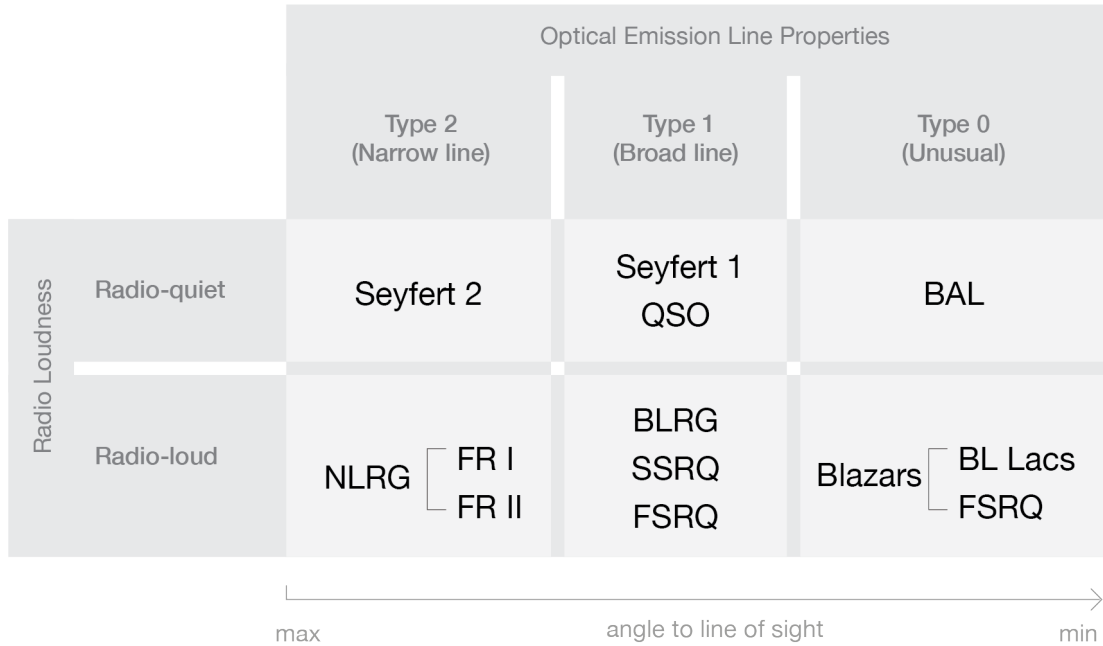 Optical Emission Line Properties
Type 2
(Narrow line)
Type 1
(Broad line)
Type 0
(Unusual)
Radio Loudness
Radio-quiet
Seyfert 2
Seyfert 1
QSO
BAL
Radio-loud
NLRG
FR I
FR II
BLRG
SSRQ
FSRQ
Blazars
BL Lacs
FSRQ
max
angle to line of sight
min